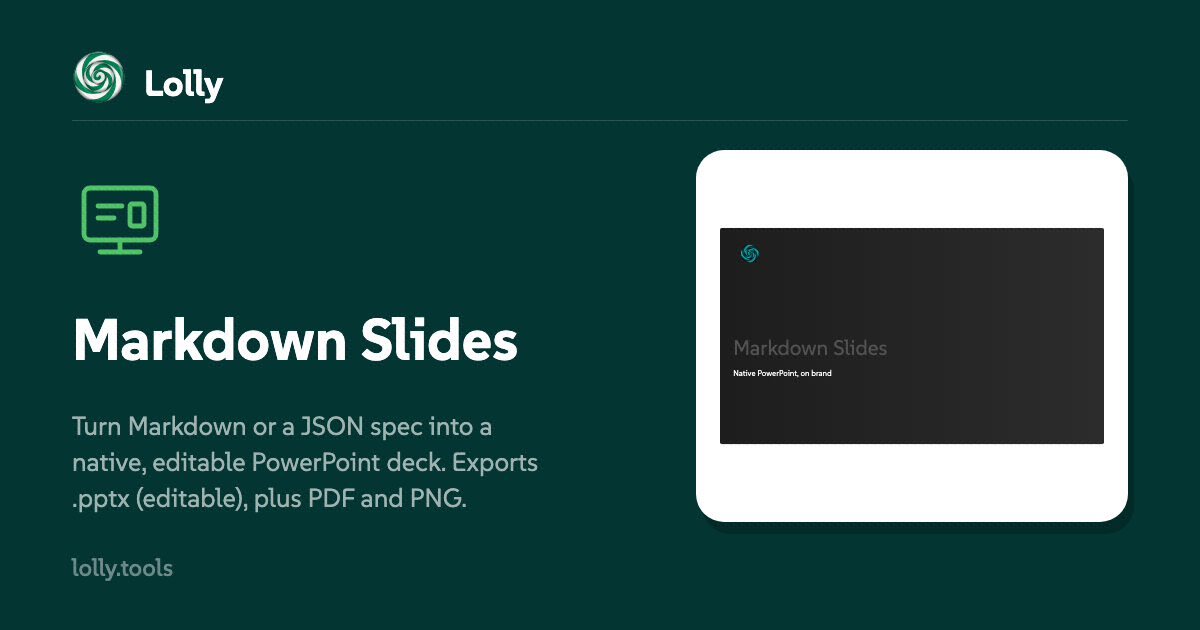 Lolly
Markdown Slides
Turn Markdown or a JSON spec into a
native, editable PowerPoint deck. Exports
.pptx (editable), plus PDF and PNG.
lolly.tools
Markdown Slides
Native PowerPoint, on brand